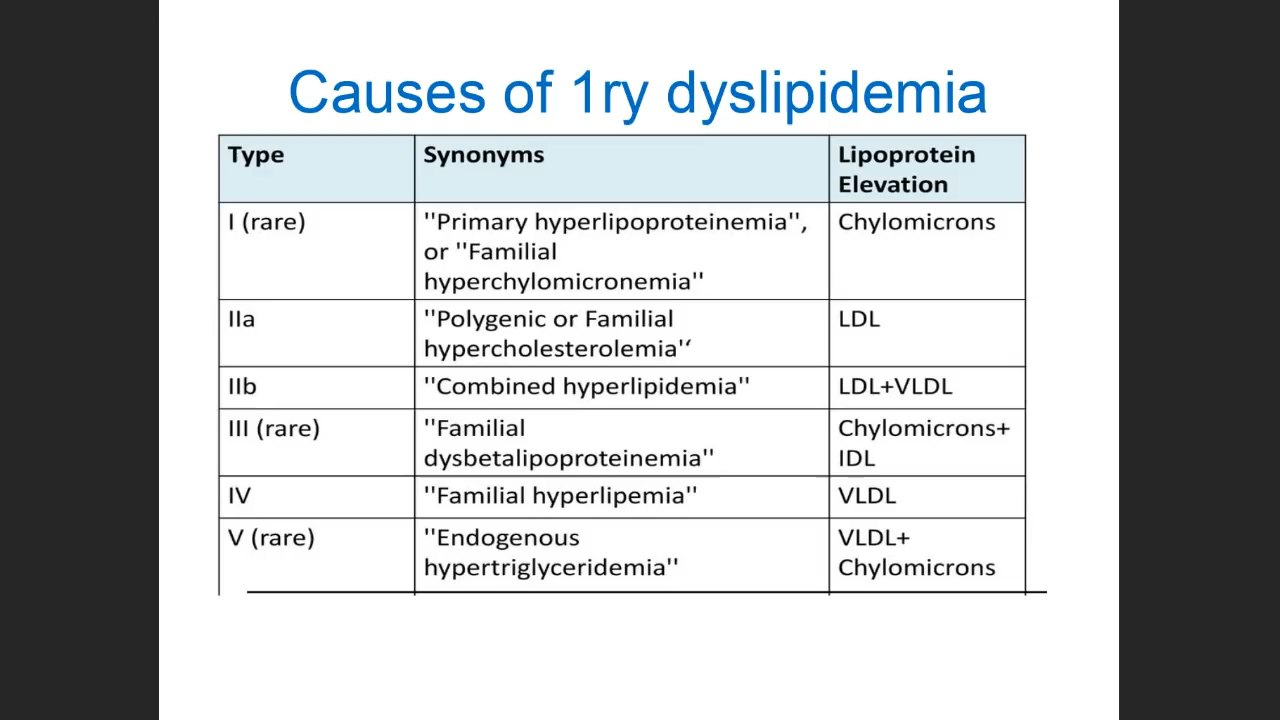 Causes of 1ry dyslipidemia
Type Synonyms Lipoprotein
Elevation
I (rare) ''Primary hyperlipoproteinemia'', Chylomicrons
or ''Familial
hyperchylomicronemia''
IIa ''Polygenic or Familial LDL
hypercholesterolemia'‘
IIb ''Combined hyperlipidemia'' LDL+VLDL
III (rare) ''Familial Chylomicrons+
dysbetalipoproteinemia'' IDL
IV ''Familial hyperlipemia'' VLDL
V (rare) ''Endogenous VLDL+
hypertriglyceridemia'' Chylomicrons